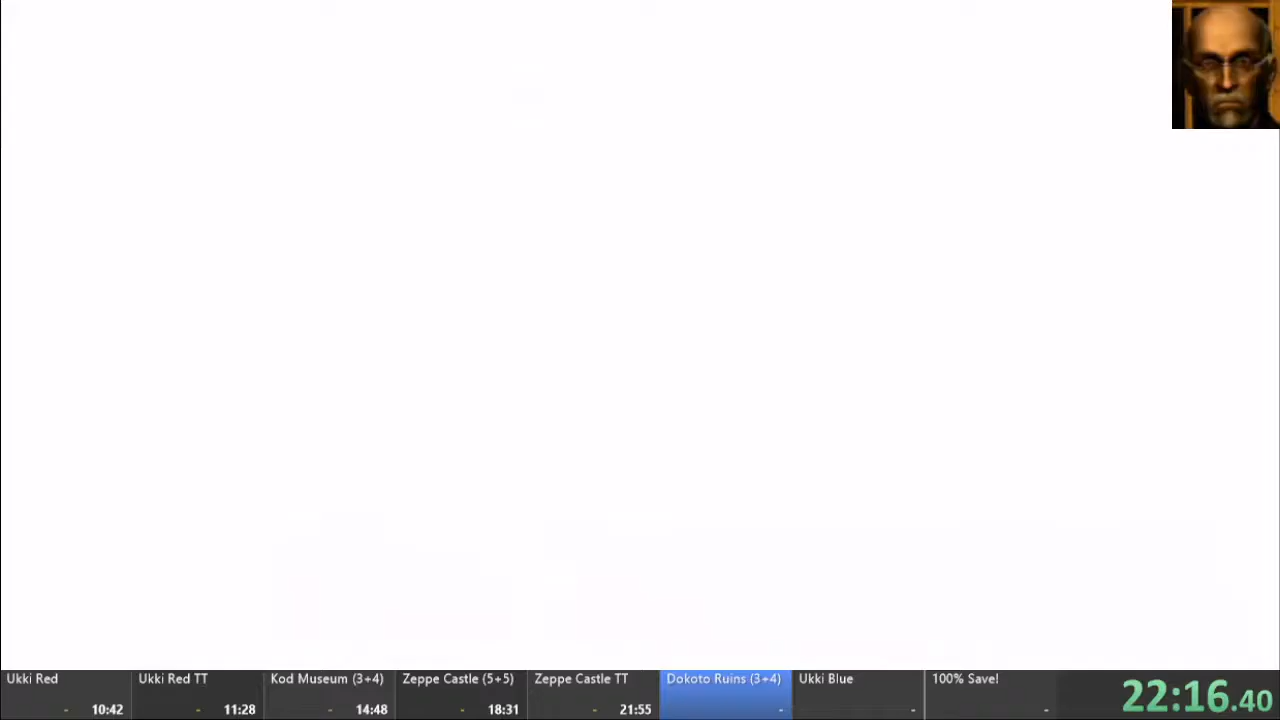 Ukki Red
- 10:42
Ukki Red TT
- 11:28
Kod Museum (3+4)
- 14:48
Zeppe Castle (5+5)
- 18:31
Zeppe Castle TT
- 21:55
Dokoto Ruins (3+4)
-
Ukki Blue
-
100% Save!
-
22:16.40